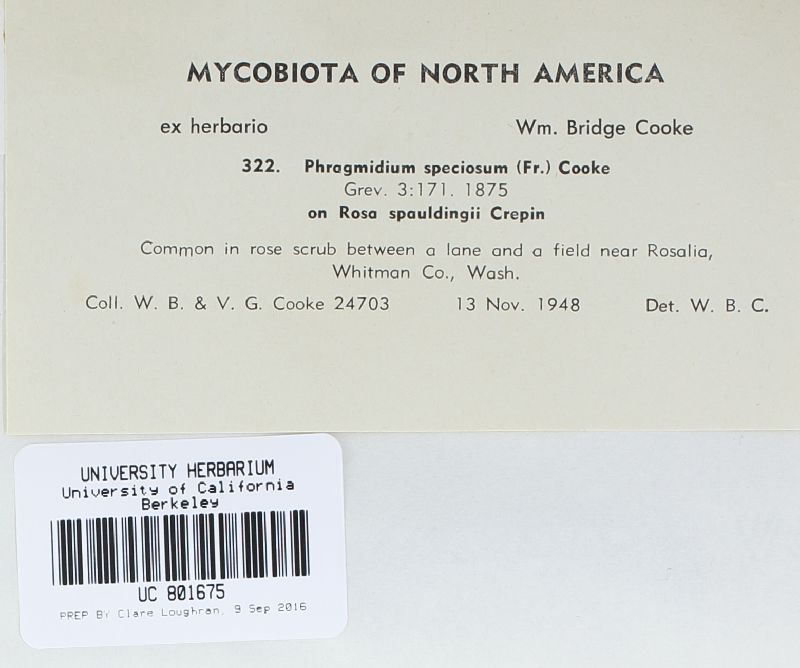 MYCOBIOTA OF NORTH AMERICA
ex herbario Wm. Bridge Cooke
322. Phragmidium speciosum (Fr.) Cooke
Grev. 3:171. 1875
on Rosa spauldingii Crepin
Common in rose scrub between a lane and a field near Rosalia,
Whitman Co., Wash.
Coll. W. B. & V. G. Cooke 24703 13 Nov. 1948 Det. W. B. C.
UNIVERSITY HERBARIUM
University of California
Berkeley
UC 801675
PREP BY Clare Loughran, 9 Sep 2016